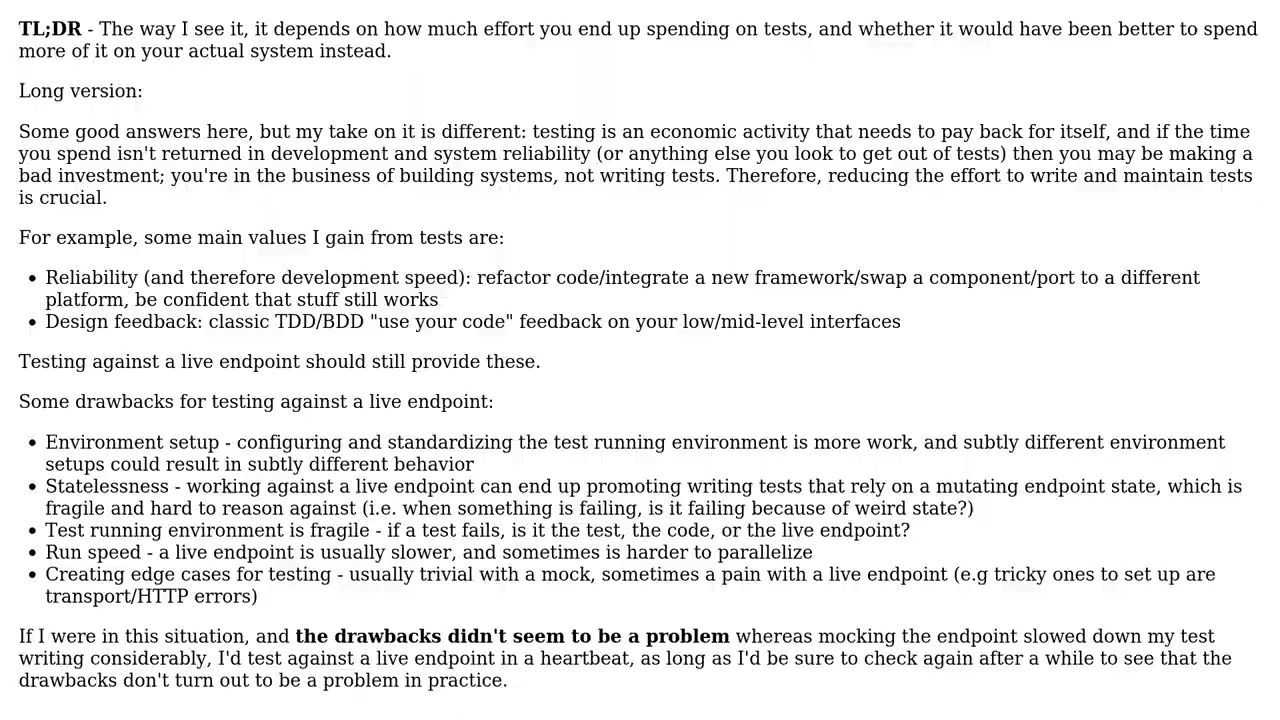 TL;DR - The way I see it, it depends on how much effort you end up spending on tests, and whether it would have been better to spend
more of it on your actual system instead.
Long version:
Some good answers here, but my take on it is different: testing is an economic activity that needs to pay back for itself, and if the time
you spend isn't returned in development and system reliability (or anything else you look to get out of tests) then you may be making a
bad investment; you're in the business of building systems, not writing tests. Therefore, reducing the effort to write and maintain tests
is crucial.
For example, some main values I gain from tests are:
• Reliability (and therefore development speed): refactor code/integrate a new framework/swap a component/port to a different
platform, be confident that stuff still works
• Design feedback: classic TDD/BDD "use your code" feedback on your low/mid-level interfaces
Testing against a live endpoint should still provide these.
Some drawbacks for testing against a live endpoint:
• Environment setup - configuring and standardizing the test running environment is more work, and subtly different environment
setups could result in subtly different behavior
• Statelessness - working against a live endpoint can end up promoting writing tests that rely on a mutating endpoint state, which is
fragile and hard to reason against (i.e. when something is failing, is it failing because of weird state?)
• Test running environment is fragile - if a test fails, is it the test, the code, or the live endpoint?
• Run speed - a live endpoint is usually slower, and sometimes is harder to parallelize
• Creating edge cases for testing - usually trivial with a mock, sometimes a pain with a live endpoint (e.g tricky ones to set up are
transport/HTTP errors)
If I were in this situation, and the drawbacks didn't seem to be a problem whereas mocking the endpoint slowed down my test
writing considerably, I'd test against a live endpoint in a heartbeat, as long as I'd be sure to check again after a while to see that the
drawbacks don't turn out to be a problem in practice.